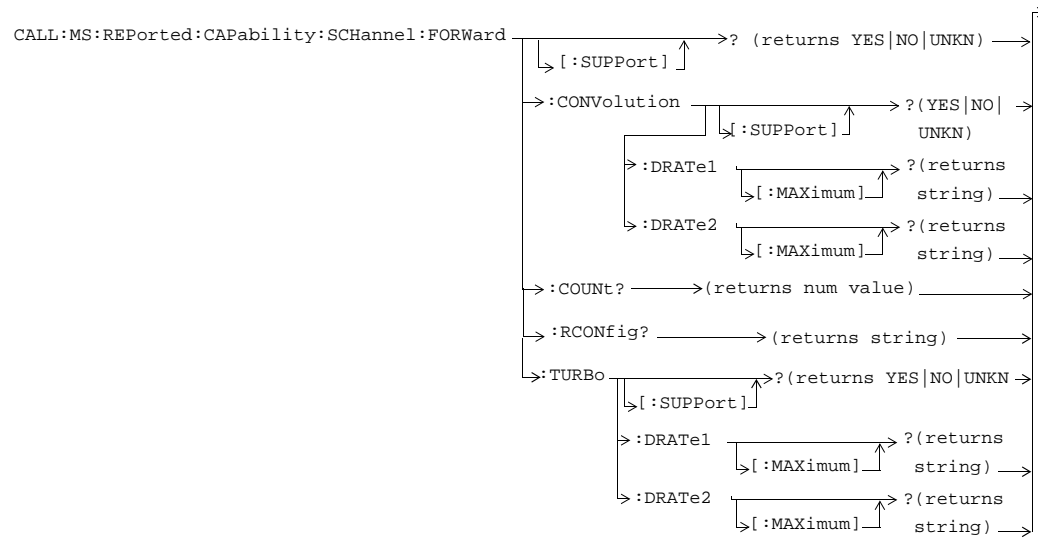 CALL:MS:REPorted:CAPability:SCHannel:FORWard
? (returns YES|NO|UNKN)
[:SUPPort]
:CONVolution
?(YES|NO|
[:SUPPort]
UNKN)
:DRATe1
?(returns
[:MAXimum]
string)
:DRATe2
?(returns
[:MAXimum]
string)
:COUNt?
(returns num value)
:RCONfig?
(returns string)
:TURBo
?(returns YES|NO|UNKN
[:SUPPort]
:DRATe1
?(returns
[:MAXimum]
string)
:DRATe2
?(returns
[:MAXimum]
string)